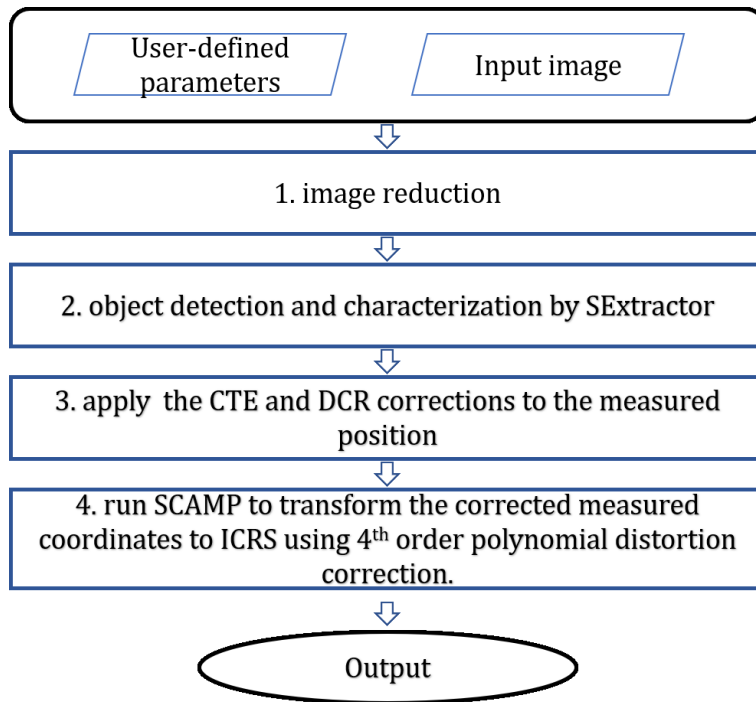 User-defined
parameters
Input image
1. image reduction
2. object detection and characterization by SExtractor
3. apply  the CTE and DCR corrections to the measured
position
4. run SCAMP to transform the corrected measured
coordinates to ICRS using 4th order polynomial distortion
correction.
Output